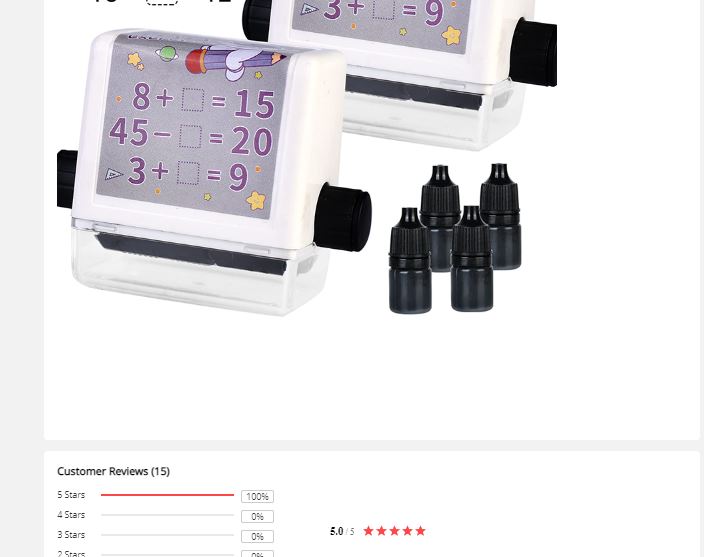 3+ = 9
8+ = 15
45- = 20
3+ = 9
Customer Reviews (15)
5 Stars 100%
4 Stars 0%
3 Stars 0%
2 Stars 0%
5.0 / 5